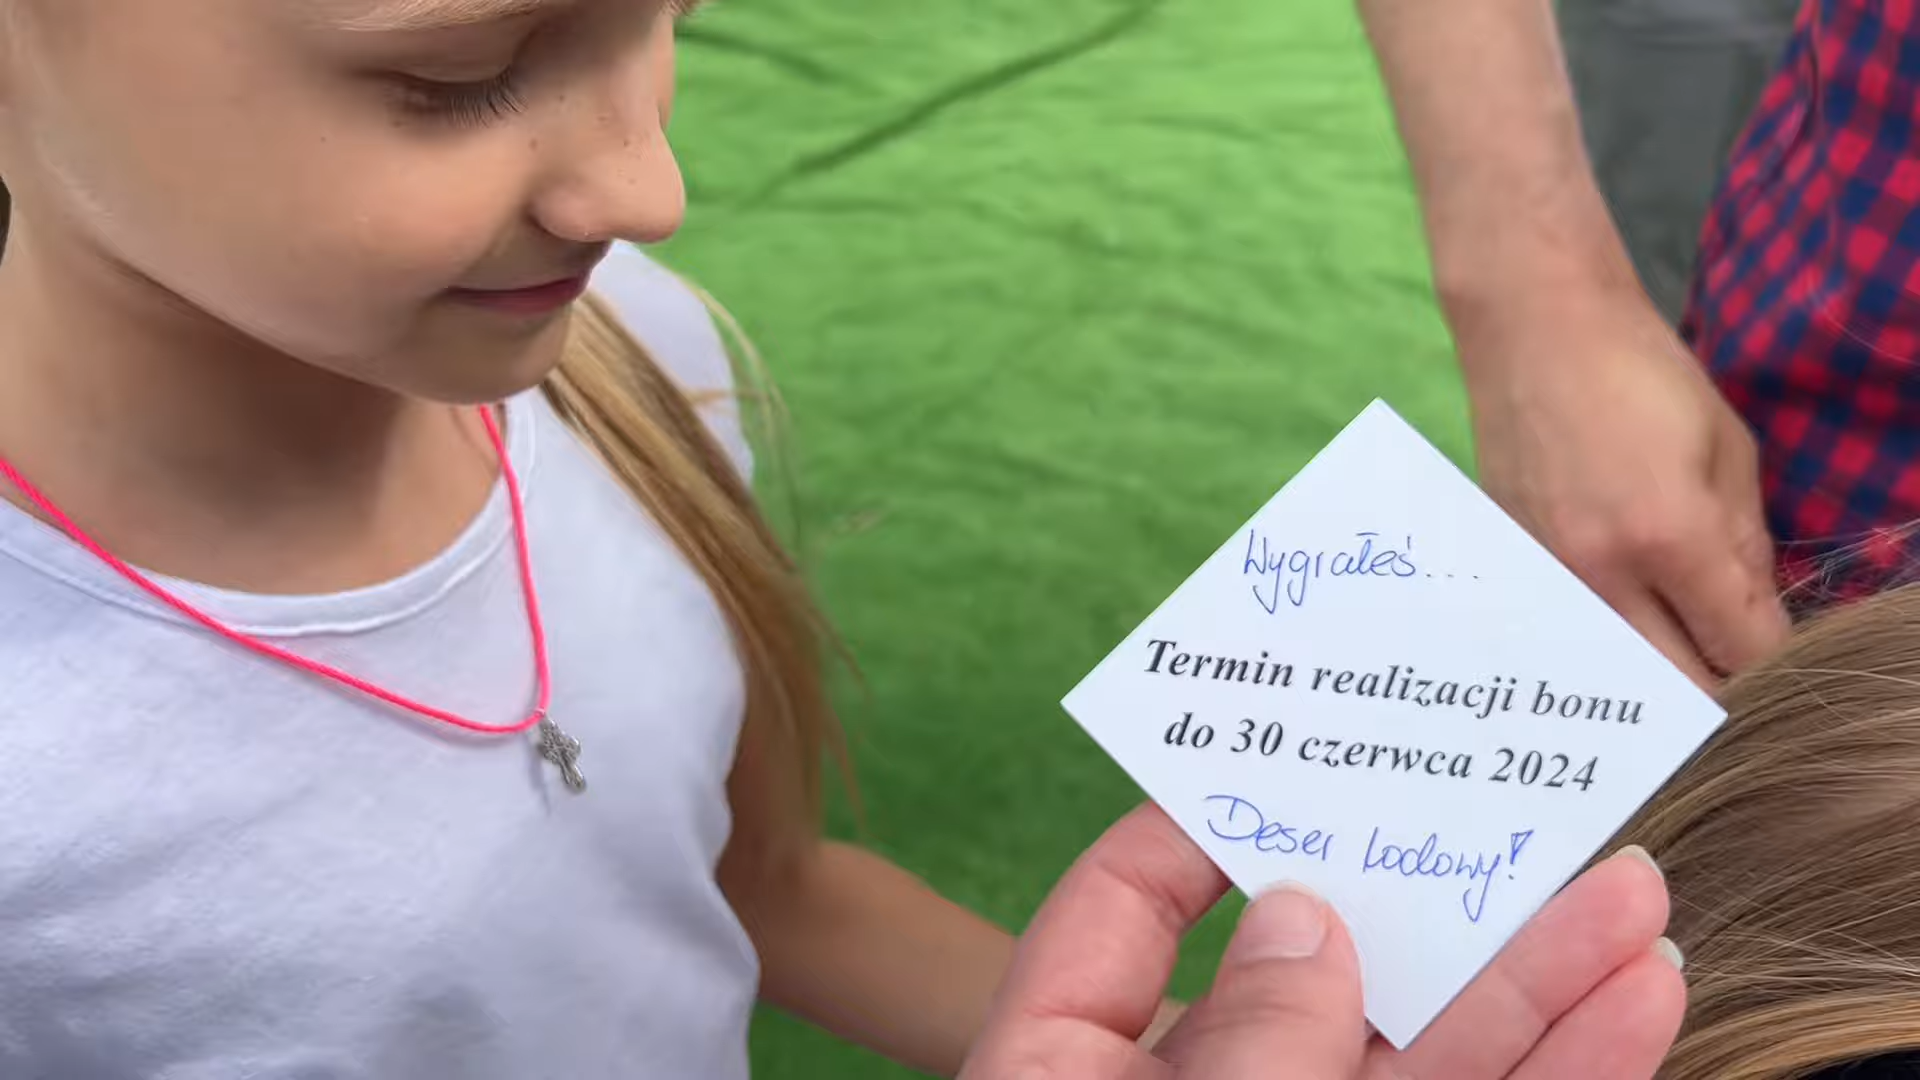 Wygrałeś...
Termin realizacji bonu
do 30 czerwca 2024
Deser lodowy!